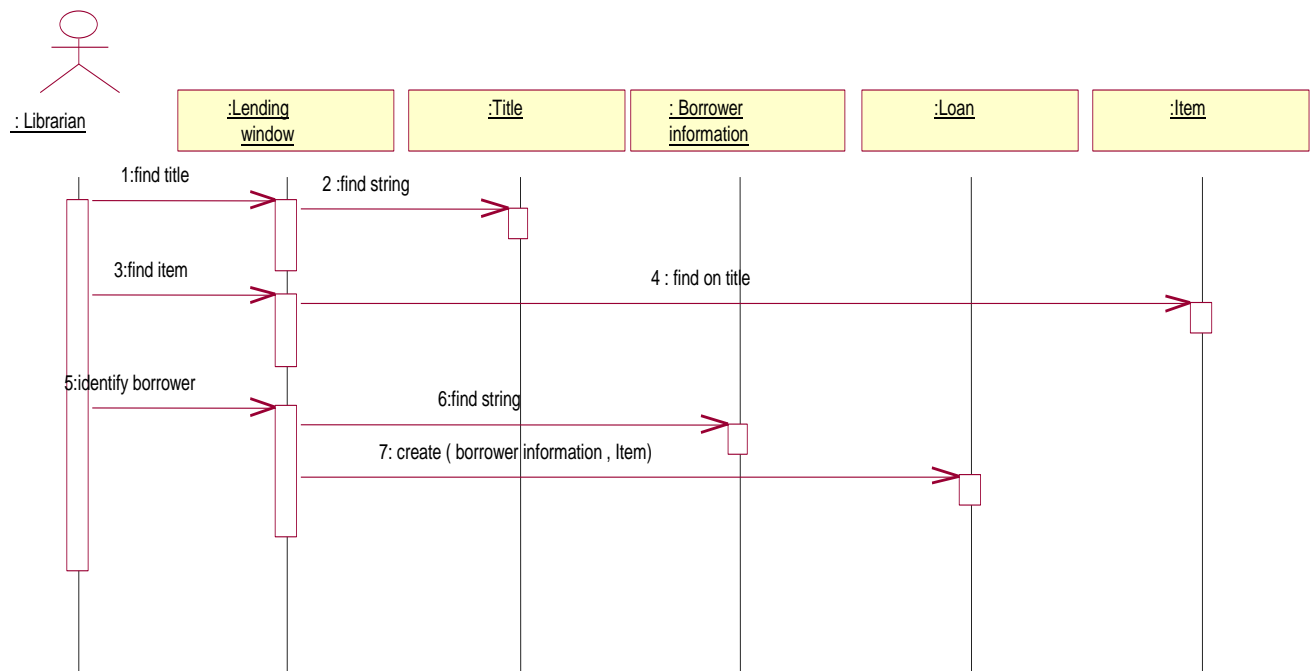 : Librarian
:Lending
window
:Title
: Borrower
information
:Loan
:Item
1:find title
2 :find string
3:find item
4 : find on title
5:identify borrower
6:find string
7: create ( borrower information , Item)